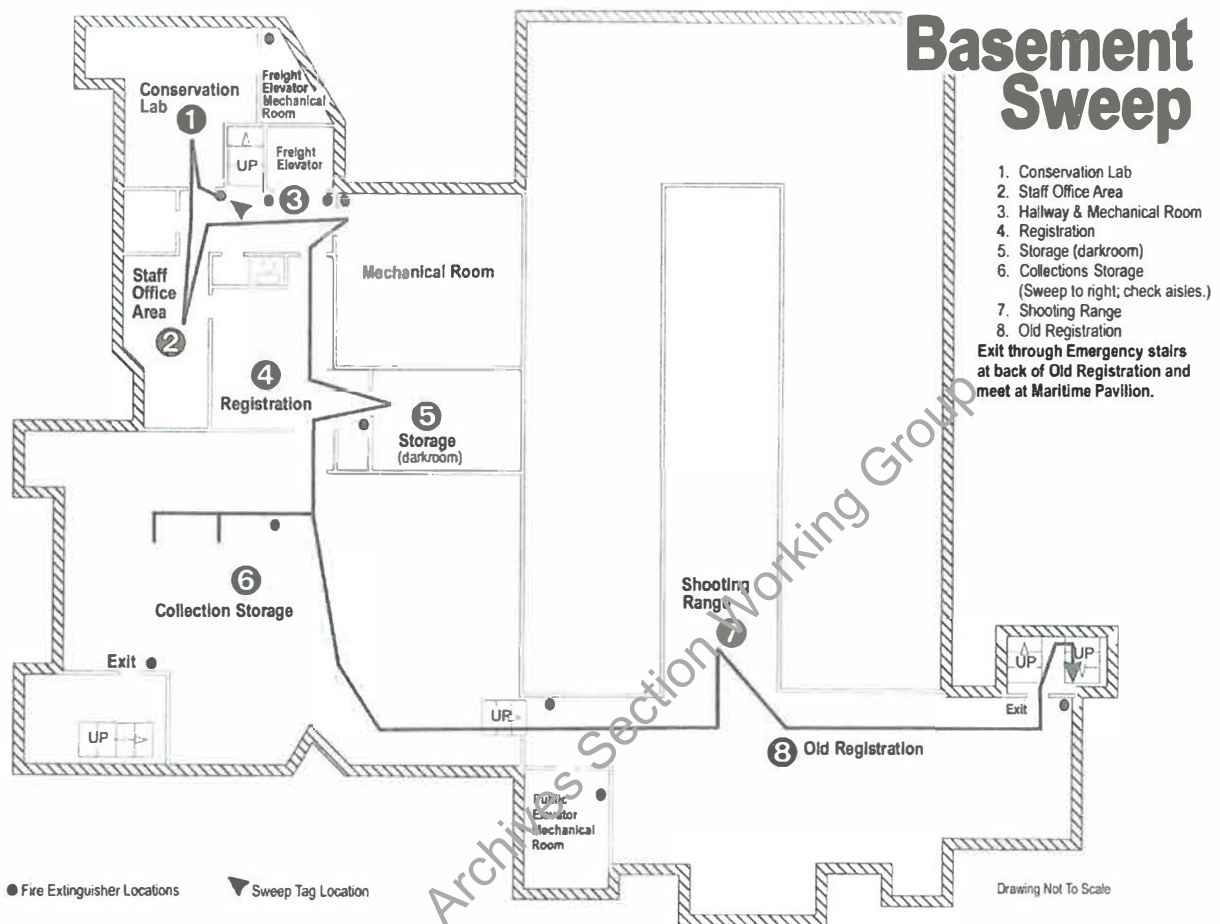 Basement
Sweep
1. Conservation Lab
2. Staff Office Area
3. Hallway & Mechanical Room
4. Registration
5. Storage (darkroom)
6. Collections Storage
(Sweep to right; check aisles.)
7. Shooting Range
8. Old Registration
Exit through Emergency stairs
at back of Old Registration and
meet at Maritime Pavilion.
Freight
Elevator
Mechanical
Room
Conservation
Lab
1
UP
Freight
Elevator
3
Mechanical Room
Staff
Office
Area
2
4
Registration
5
Storage
(darkroom)
6
Collection Storage
Exit
UP
UP
Shooting
Range
7
UP
UP
Exit
8 Old Registration
Public
Elevator
Mechanical
Room
Archives Section Working Group
Fire Extinguisher Locations
Sweep Tag Location
Drawing Not To Scale